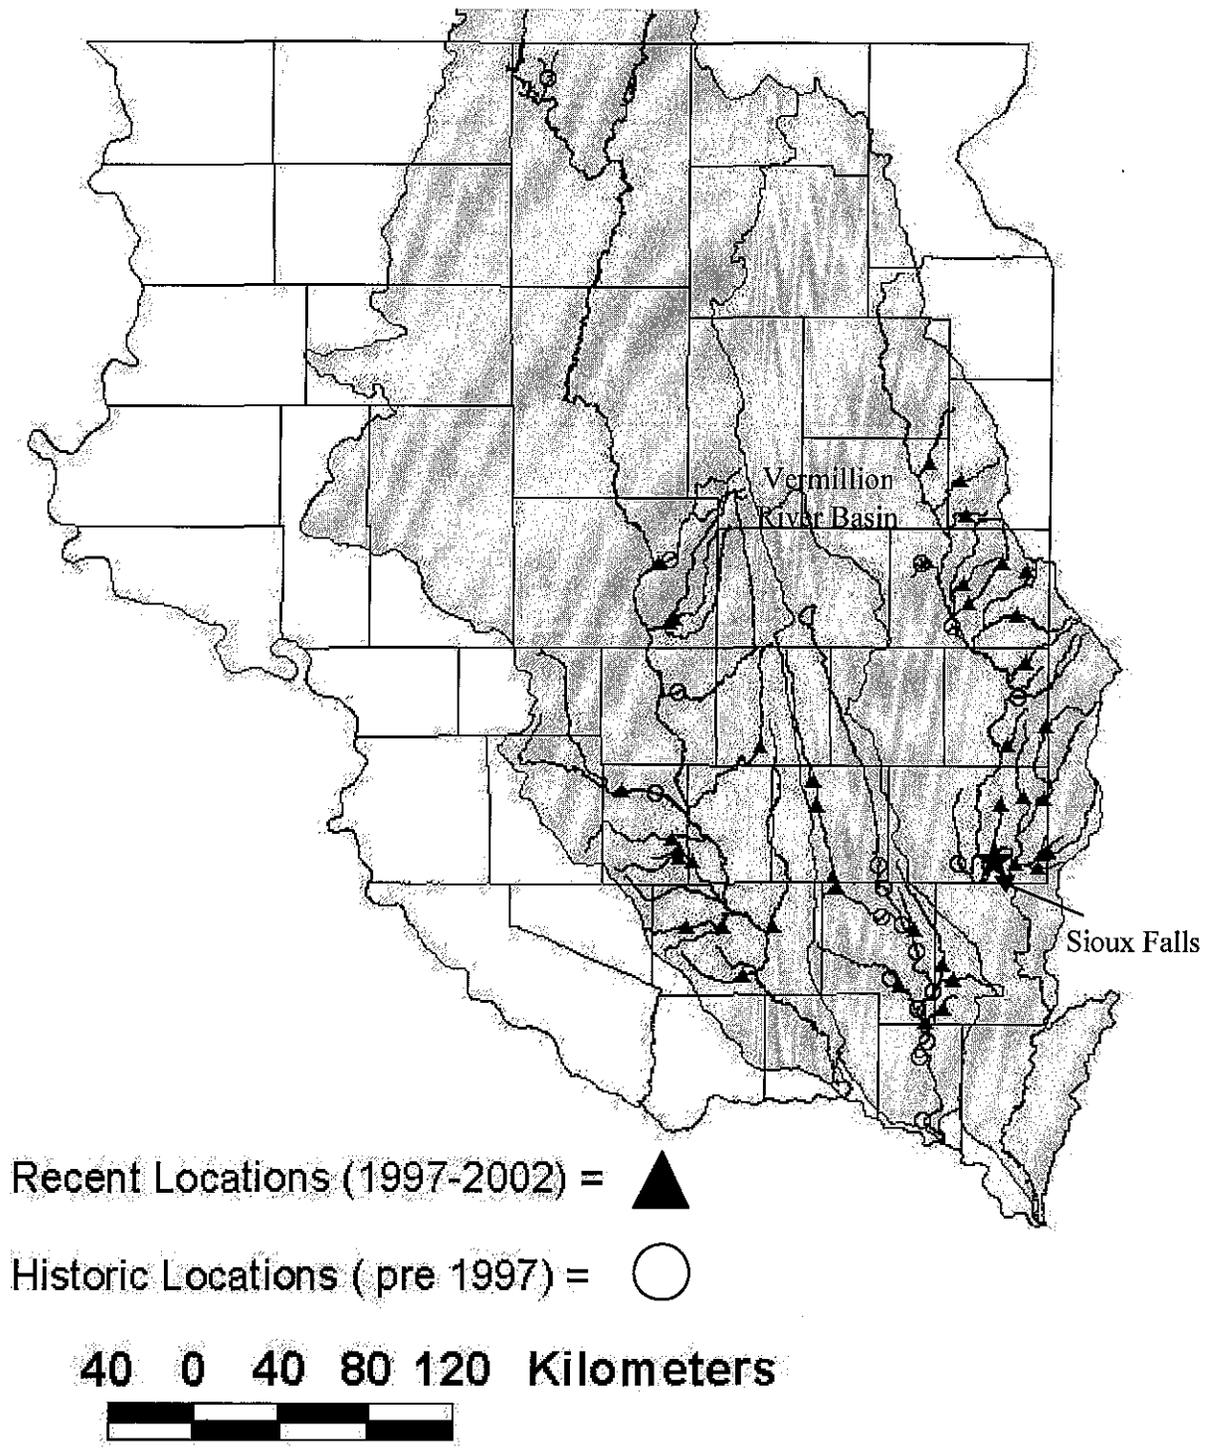 Vermillion
River Basin
Sioux Falls
Recent Locations (1997-2002) =
Historic Locations ( pre 1997) =
40 0 40 80 120 Kilometers